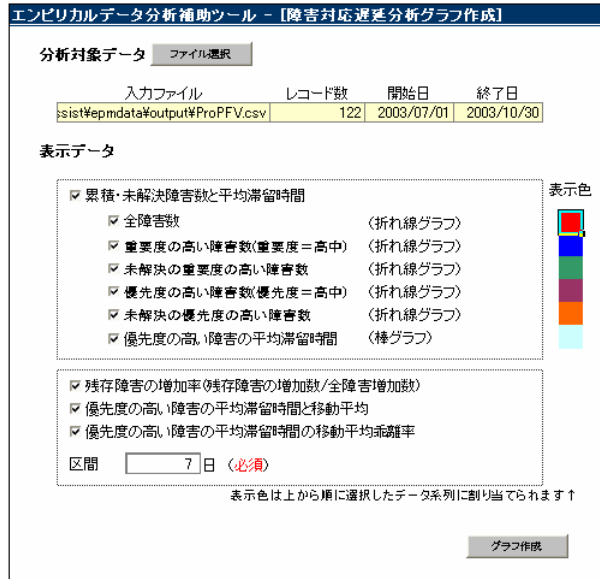 エンピリカルデータ分析補助ツール - [障害対応遅延分析グラフ作成]
分析対象データ ファイル選択
入力ファイル レコード数 開始日 終了日
ssist¥epmdata¥output¥ProPFV.csv 122 2003/07/01 2003/10/30
表示データ
表示色
累積・未解決障害数と平均滞留時間
全障害数 (折れ線グラフ)
重要度の高い障害数(重要度=高中) (折れ線グラフ)
未解決の重要度の高い障害数 (折れ線グラフ)
優先度の高い障害数(優先度=高中) (折れ線グラフ)
未解決の優先度の高い障害数 (折れ線グラフ)
優先度の高い障害の平均滞留時間 (棒グラフ)
残存障害の増加率(残存障害の増加数/全障害増加数)
優先度の高い障害の平均滞留時間と移動平均
優先度の高い障害の平均滞留時間の移動平均乖離率
区間 7 日 (必須)
表示色は上から順に選択したデータ系列に割り当てられます↑
グラフ作成